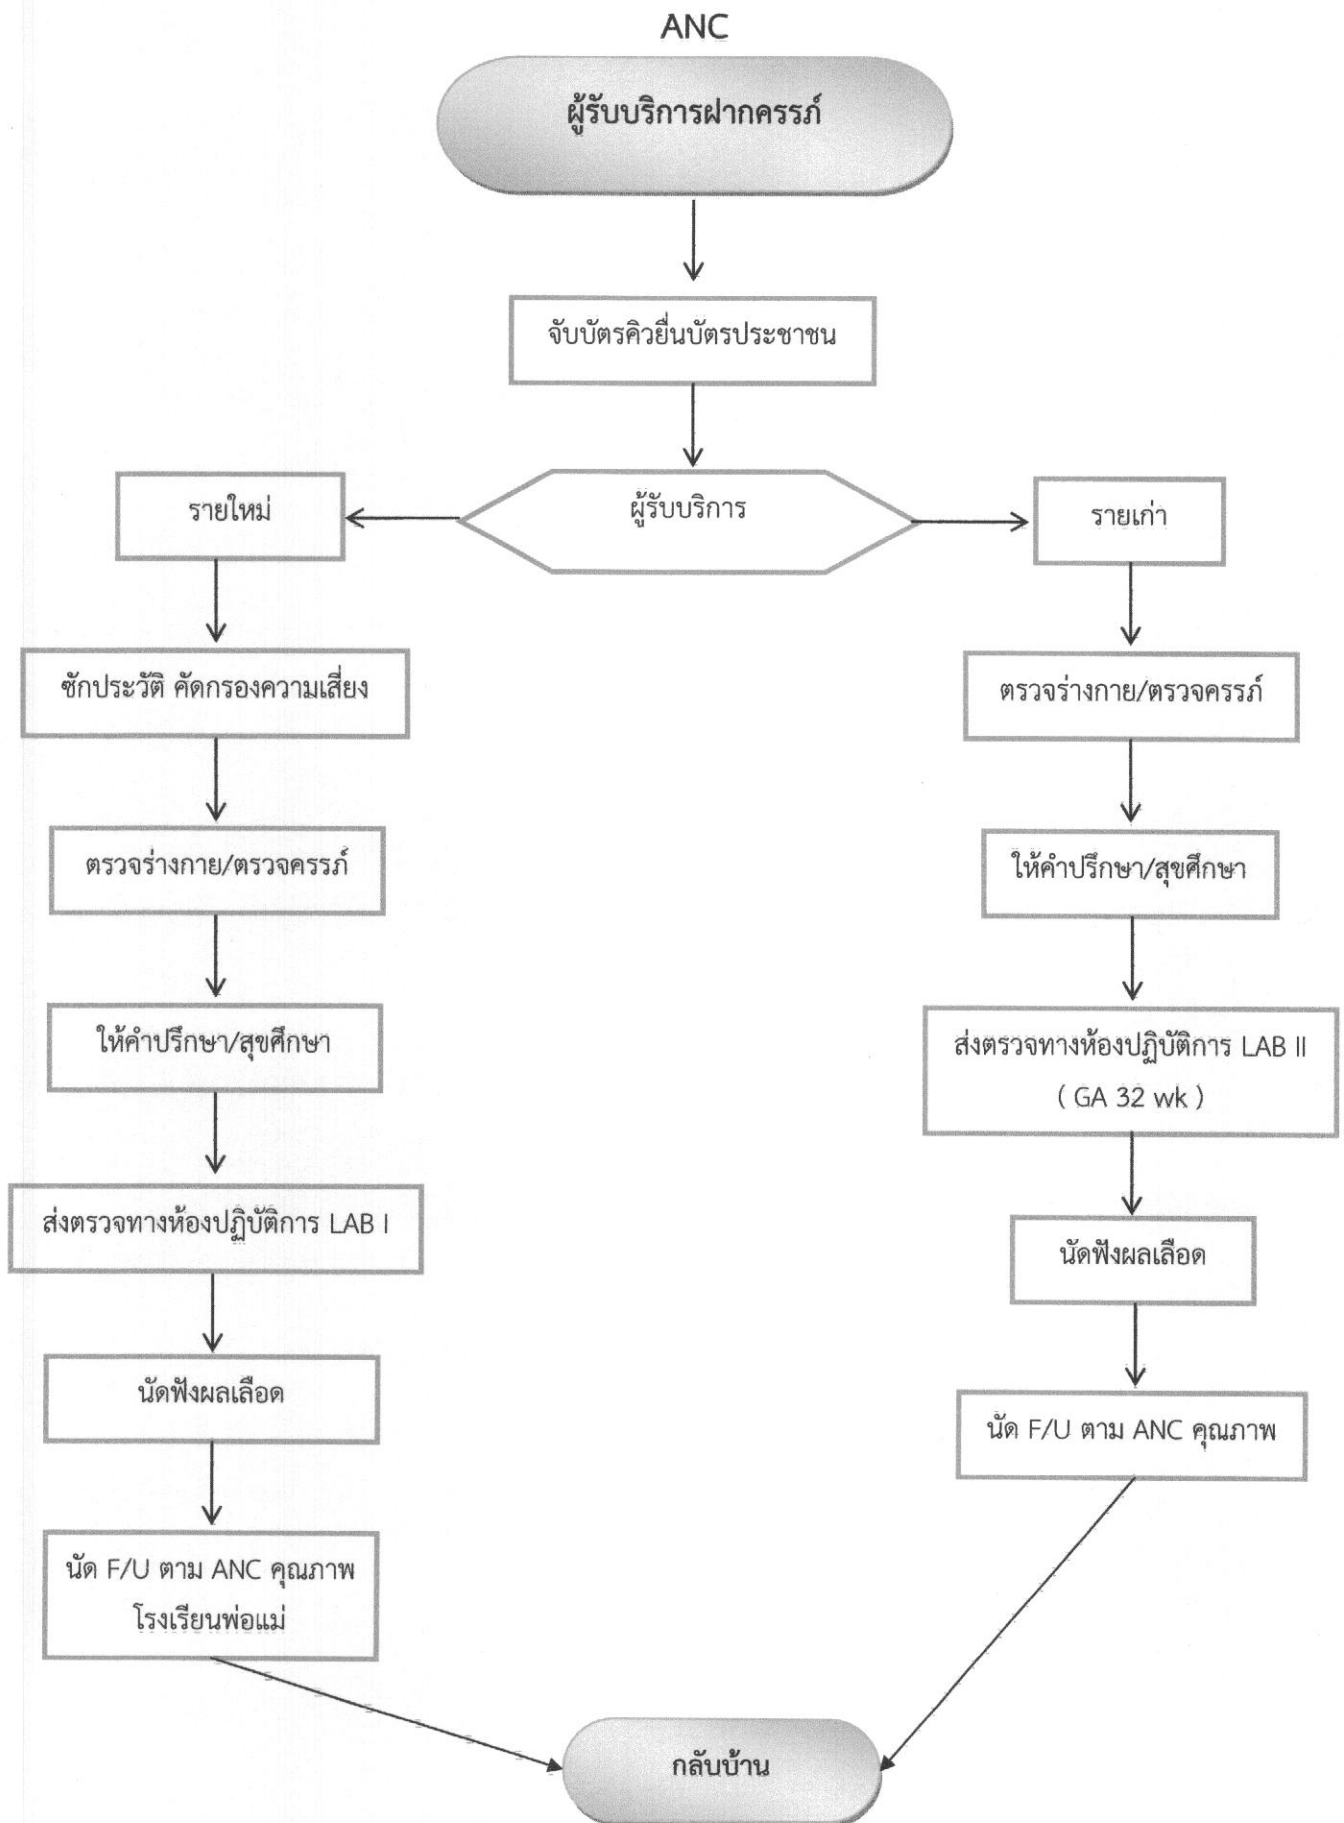 ANC
ผู้รับบริการฝากครรภ์
จับบัตรคิวยื่นบัตรประชาชน
ผู้รับบริการ
รายใหม่
ซักประวัติ คัดกรองความเสี่ยง
ตรวจร่างกาย/ตรวจครรภ์
ให้คำปรึกษา/สุขศึกษา
ส่งตรวจทางห้องปฏิบัติการ LAB I
นัดฟังผลเลือด
นัด F/U ตาม ANC คุณภาพ
โรงเรียนพ่อแม่
รายเก่า
ตรวจร่างกาย/ตรวจครรภ์
ให้คำปรึกษา/สุขศึกษา
ส่งตรวจทางห้องปฏิบัติการ LAB II
( GA 32 wk )
นัดฟังผลเลือด
นัด F/U ตาม ANC คุณภาพ
กลับบ้าน